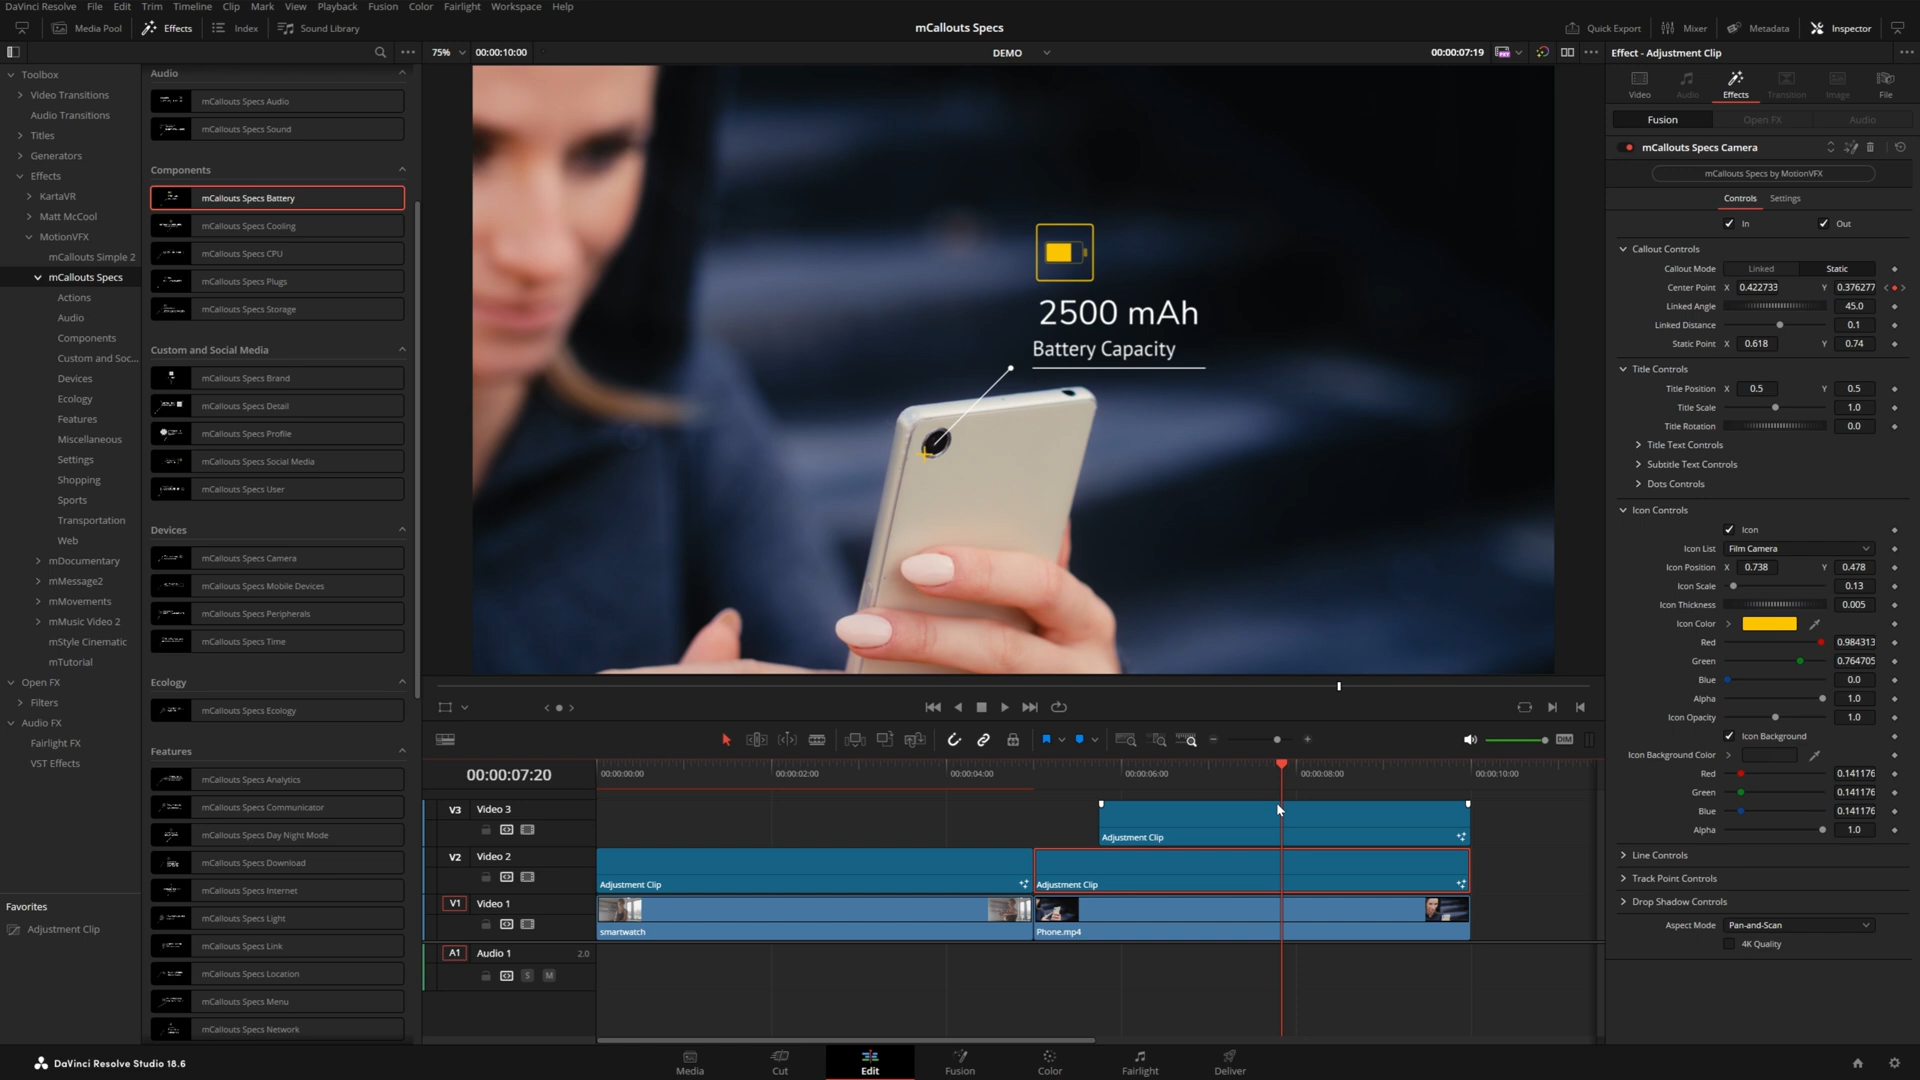 DaVinci Resolve File Edit Trim Timeline Clip Mark View Playback Fusion Color Fairlight Workspace Help
Media Pool Effects Index Sound Library mCallouts Specs Quick Export Mixer Metadata Inspector
75% 00:00:10:00 DEMO 00:00:07:19 Effect - Adjustment Clip
Toolbox
Video Transitions
Audio Transitions
Titles
Generators
Effects
KartaVR
Matt McCool
MotionVFX
mCallouts Simple 2
mCallouts Specs
Actions
Audio
Components
Custom and Soc...
Devices
Ecology
Features
Miscellaneous
Settings
Shopping
Sports
Transportation
Web
mDocumentary
mMessage2
mMovements
mMusic Video 2
mStyle Cinematic
mTutorial
Open FX
Filters
Audio FX
Fairlight FX
VST Effects
Favorites
Adjustment Clip
Audio
mCallouts Specs Audio
mCallouts Specs Sound
Components
mCallouts Specs Battery
mCallouts Specs Cooling
mCallouts Specs CPU
mCallouts Specs Plugs
mCallouts Specs Storage
Custom and Social Media
mCallouts Specs Brand
mCallouts Specs Detail
mCallouts Specs Profile
mCallouts Specs Social Media
mCallouts Specs User
Devices
mCallouts Specs Camera
mCallouts Specs Mobile Devices
mCallouts Specs Peripherals
mCallouts Specs Time
Ecology
mCallouts Specs Ecology
Features
mCallouts Specs Analytics
mCallouts Specs Communicator
mCallouts Specs Day Night Mode
mCallouts Specs Download
mCallouts Specs Internet
mCallouts Specs Light
mCallouts Specs Link
mCallouts Specs Location
mCallouts Specs Menu
mCallouts Specs Network
2500 mAh
Battery Capacity
DIM
00:00:07:20
00:00:00:00 00:00:02:00 00:00:04:00 00:00:06:00 00:00:08:00 00:00:10:00
V3 Video 3
Adjustment Clip
V2 Video 2
Adjustment Clip Adjustment Clip
V1 Video 1
smartwatch Phone.mp4
A1 Audio 1 2.0
S M
Video Audio Effects Transition Image File
Fusion Open FX Audio
mCallouts Specs Camera
mCallouts Specs by MotionVFX
Controls Settings
In Out
Callout Controls
Callout Mode Linked Static
Center Point X 0.422733 Y 0.376277
Linked Angle 45.0
Linked Distance 0.1
Static Point X 0.618 Y 0.74
Title Controls
Title Position X 0.5 Y 0.5
Title Scale 1.0
Title Rotation 0.0
Title Text Controls
Subtitle Text Controls
Dots Controls
Icon Controls
Icon
Icon List Film Camera
Icon Position X 0.738 Y 0.478
Icon Scale 0.13
Icon Thickness 0.005
Icon Color
Red 0.984313
Green 0.764705
Blue 0.0
Alpha 1.0
Icon Opacity 1.0
Icon Background
Icon Background Color
Red 0.141176
Green 0.141176
Blue 0.141176
Alpha 1.0
Line Controls
Track Point Controls
Drop Shadow Controls
Aspect Mode Pan-and-Scan
4K Quality
DaVinci Resolve Studio 18.6
Media Cut Edit Fusion Color Fairlight Deliver